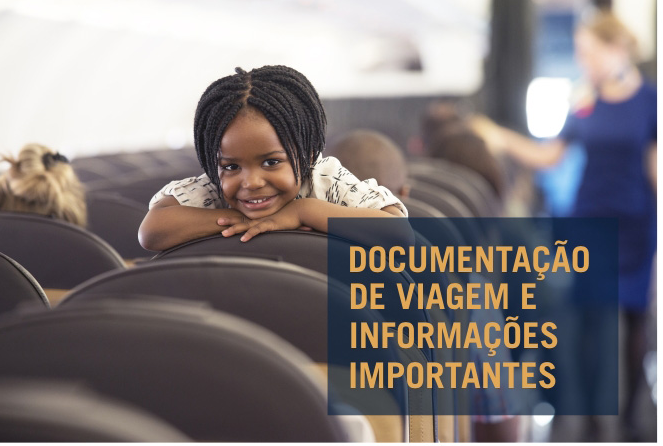 DOCUMENTAÇÃO
DE VIAGEM E
INFORMAÇÕES
IMPORTANTES